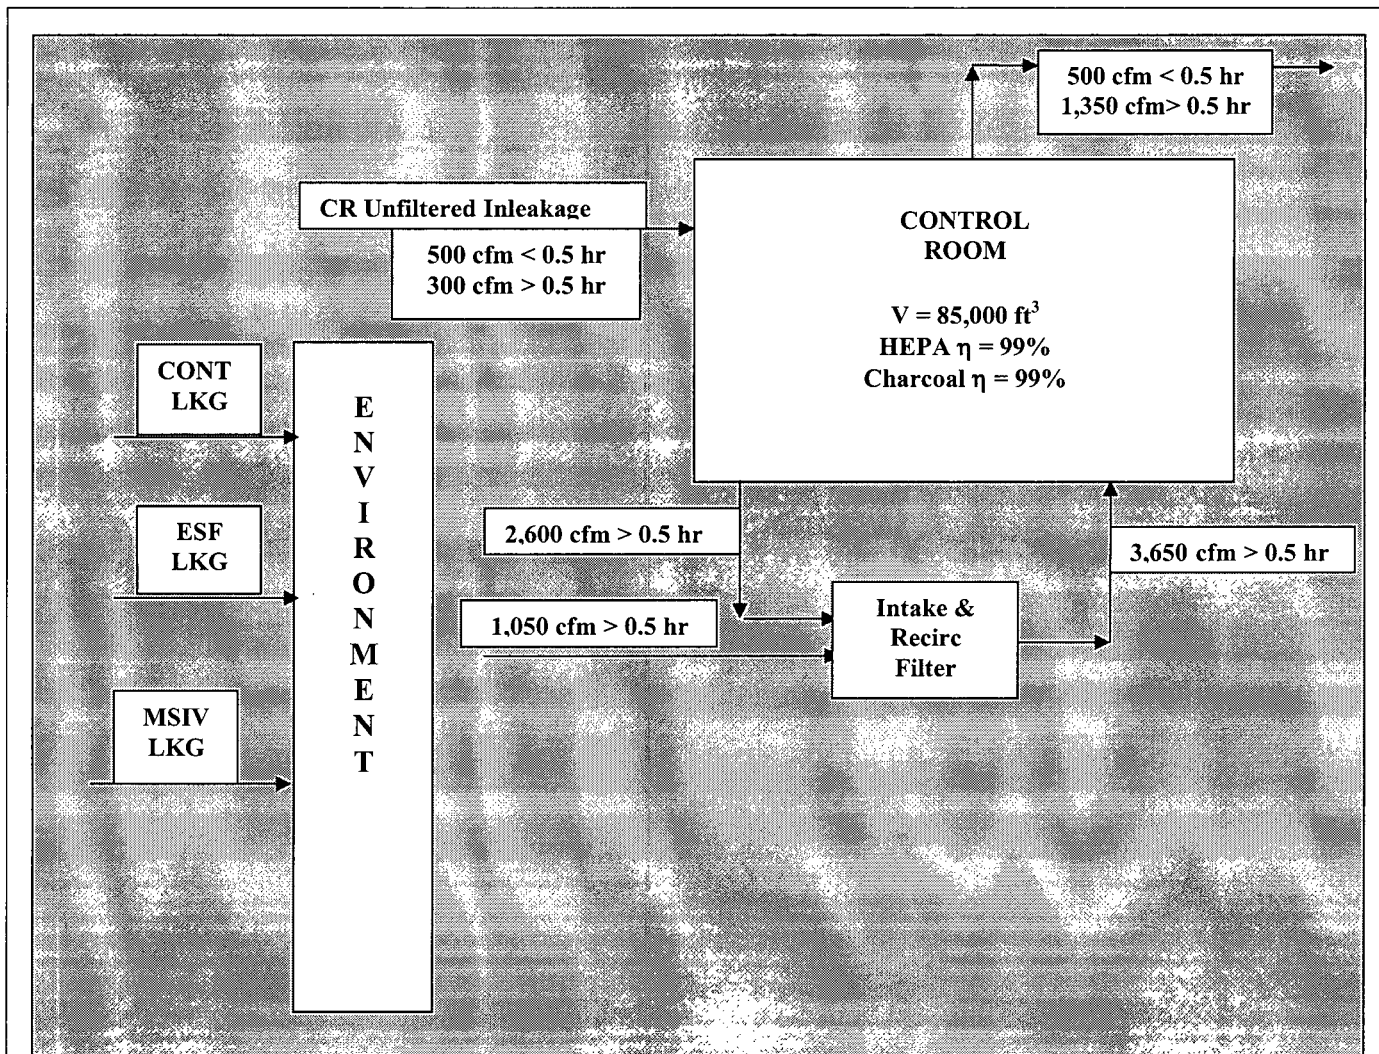 500 cfm < 0.5 hr
1,350 cfm> 0.5 hr
CR Unfiltered Inleakage
500 cfm < 0.5 hr
300 cfm > 0.5 hr
CONTROL
ROOM
V = 85,000 ft³
HEPA η = 99%
Charcoal η = 99%
CONT
LKG
ESF
LKG
MSIV
LKG
E
N
V
I
R
O
N
M
E
N
T
2,600 cfm > 0.5 hr
3,650 cfm > 0.5 hr
1,050 cfm > 0.5 hr
Intake &
Recirc
Filter